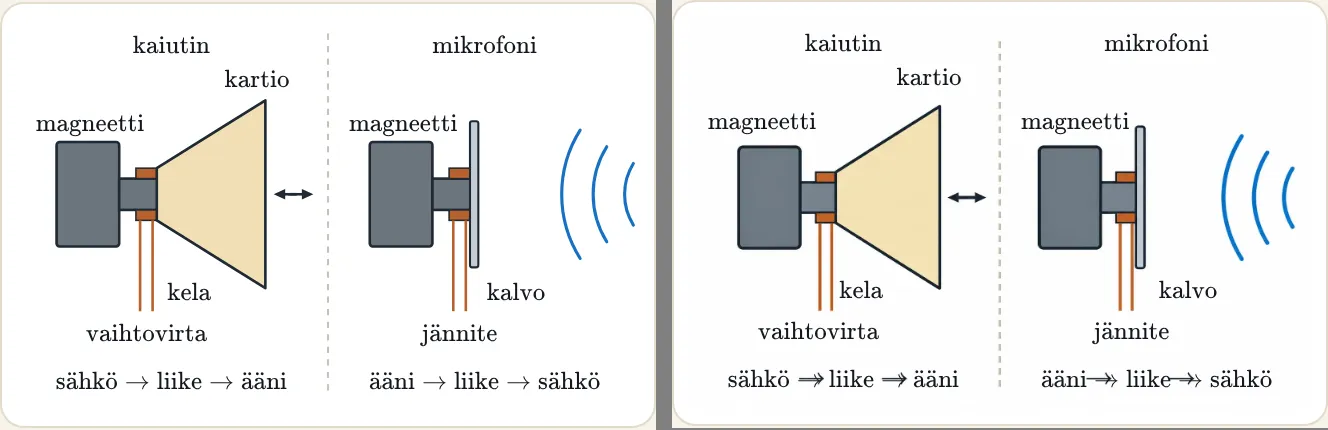 kaiutin
kartio
magneetti
kela
vaihtovirta
sähkö → liike → ääni
mikrofoni
magneetti
kalvo
jännite
ääni → liike → sähkö
kaiutin
kartio
magneetti
kela
vaihtovirta
sähkö → liike → ääni
mikrofoni
magneetti
kalvo
jännite
ääni → liike → sähkö